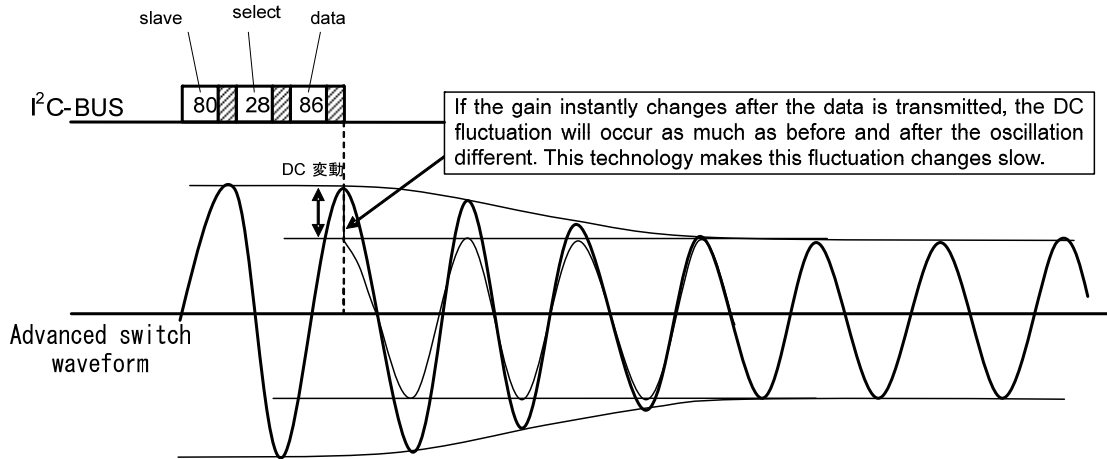 slave
select
data
I²C-BUS
80
28
86
If the gain instantly changes after the data is transmitted, the DC
fluctuation will occur as much as before and after the oscillation
different. This technology makes this fluctuation changes slow.
DC 変動
Advanced switch
waveform